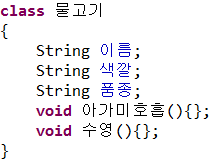 class 물고기
{
String 이름;
String 색깔;
String 품종;
void 아가미호흡(){};
void 수영(){};
}